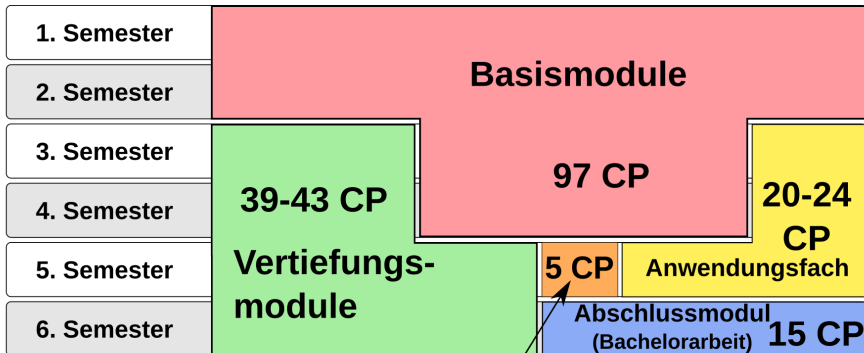 1. Semester
2. Semester
3. Semester
4. Semester
5. Semester
6. Semester
Basismodule
97 CP
39-43 CP
Vertiefungs-
module
20-24
CP
Anwendungsfach
5 CP
Abschlussmodul
(Bachelorarbeit)
15 CP